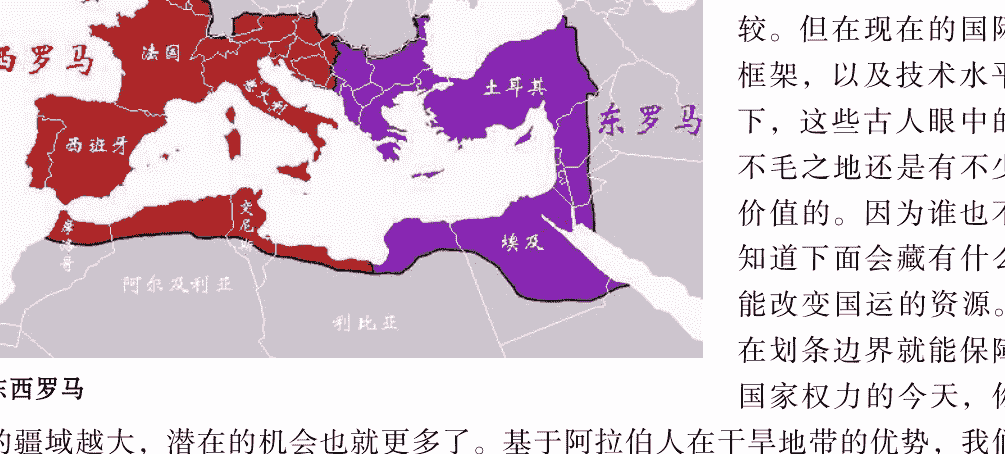 西罗马
法国
意大利
土耳其
东罗马
西班牙
摩洛哥
突尼斯
埃及
阿尔及利亚
利比亚
东西罗马
较。但在现在的国际
框架，以及技术水平
下，这些古人眼中的
不毛之地还是有不少
价值的。因为谁也不
知道下面会藏有什么
能改变国运的资源。
在划条边界就能保障
国家权力的今天，你
的疆域越大，潜在的机会也就更多了。基于阿拉伯人在干旱地带的优势，我们